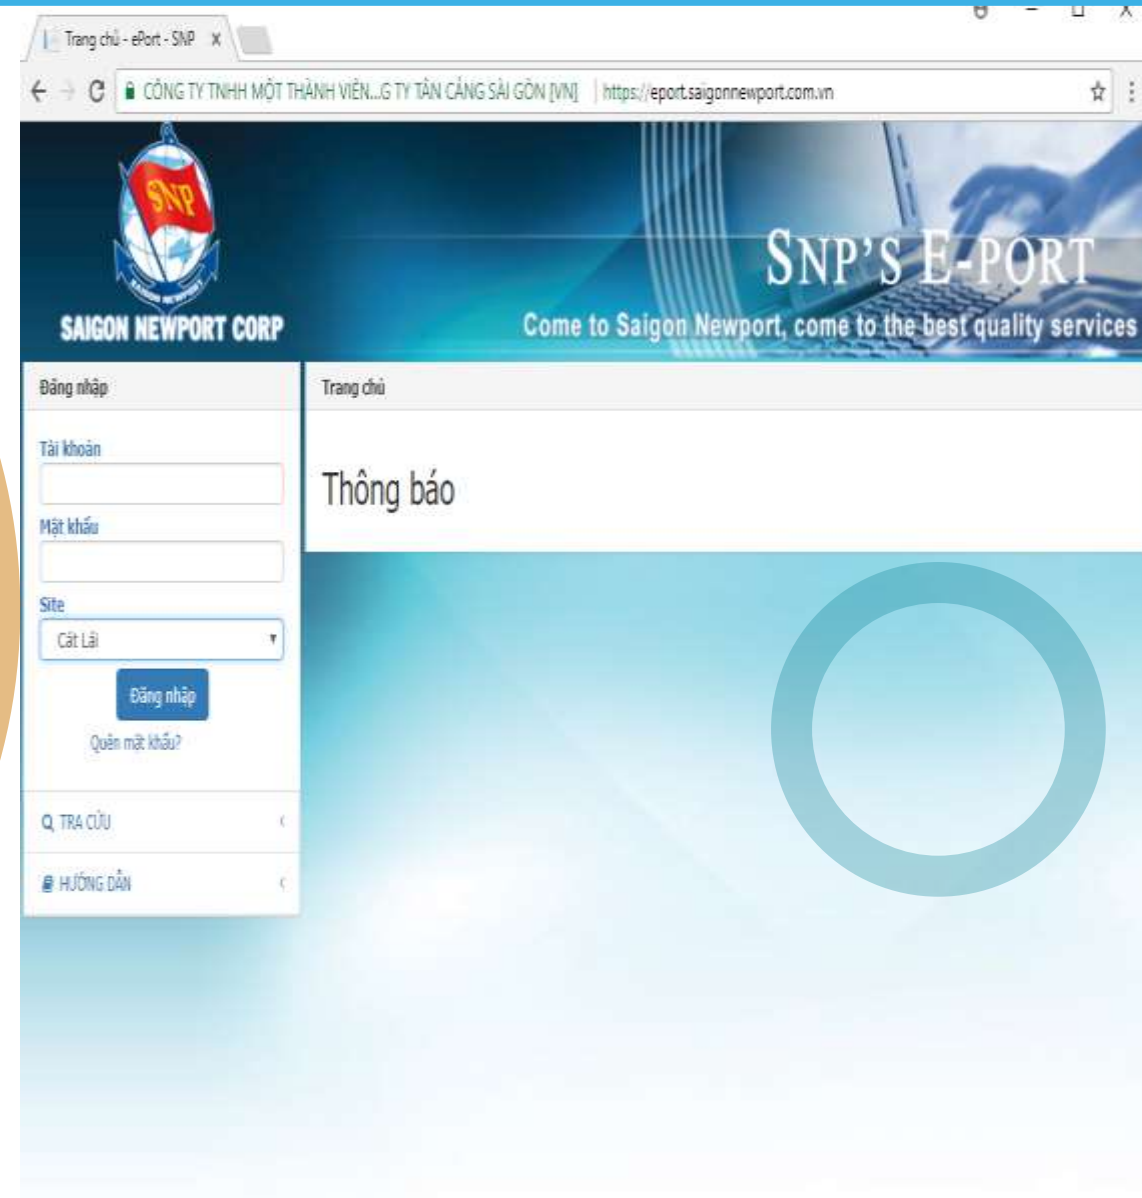 Trang chủ - ePort - SNP
CÔNG TY TNHH MỘT THÀNH VIÊN...G TY TÂN CẢNG SÀI GÒN [VN]
https://eport.saigonnewport.com.vn
SNP
SAIGON NEWPORT
SAIGON NEWPORT CORP
SNP'S E-PORT
Come to Saigon Newport, come to the best quality services
Đăng nhập
Trang chủ
Tài khoản
Thông báo
Mật khẩu
Site
Cát Lái
Đăng nhập
Quên mật khẩu?
TRA CỨU
HƯỚNG DẪN